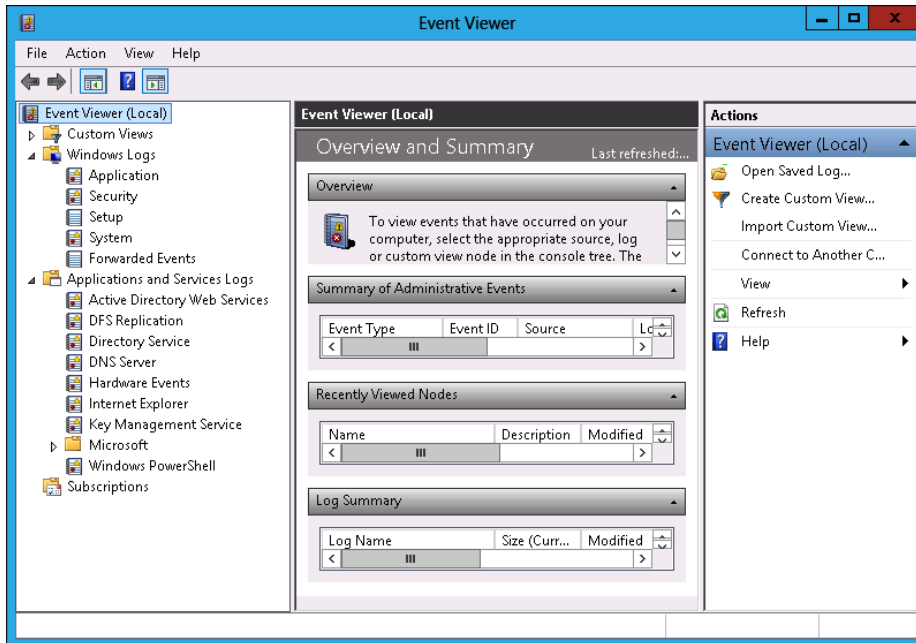 Event Viewer
File Action View Help
Event Viewer (Local)
Custom Views
Windows Logs
Application
Security
Setup
System
Forwarded Events
Applications and Services Logs
Active Directory Web Services
DFS Replication
Directory Service
DNS Server
Hardware Events
Internet Explorer
Key Management Service
Microsoft
Windows PowerShell
Subscriptions
Event Viewer (Local)
Overview and Summary Last refreshed:...
Overview
To view events that have occurred on your
computer, select the appropriate source, log
or custom view node in the console tree. The
Summary of Administrative Events
Event Type Event ID Source Lo
Recently Viewed Nodes
Name Description Modified
Log Summary
Log Name Size (Curr... Modified
Actions
Event Viewer (Local)
Open Saved Log...
Create Custom View...
Import Custom View...
Connect to Another C...
View
Refresh
Help